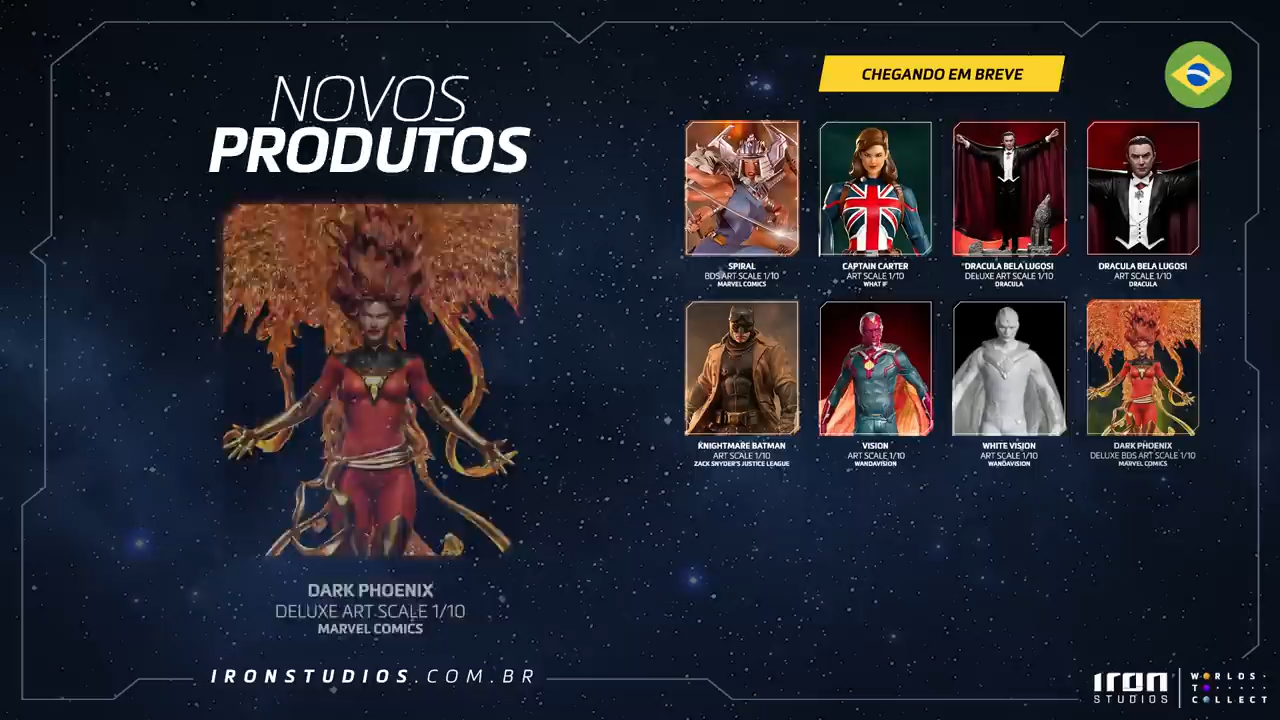 NOVOS
PRODUTOS
DARK PHOENIX
DELUXE ART SCALE 1/10
MARVEL COMICS
IRONSTUDIOS.COM.BR
CHEGANDO EM BREVE
SPIRAL
BDS ART SCALE 1/10
MARVEL COMICS
CAPTAIN CARTER
ART SCALE 1/10
WHAT IF
DRACULA BELA LUGOSI
DELUXE ART SCALE 1/10
DRACULA
DRACULA BELA LUGOSI
ART SCALE 1/10
DRACULA
KNIGHTMARE BATMAN
ART SCALE 1/10
ZACK SNYDER'S JUSTICE LEAGUE
VISION
ART SCALE 1/10
WANDAVISION
WHITE VISION
ART SCALE 1/10
WANDAVISION
DARK PHOENIX
DELUXE BDS ART SCALE 1/10
MARVEL COMICS
IRON
STUDIOS
WORLDS
TO
COLLECT